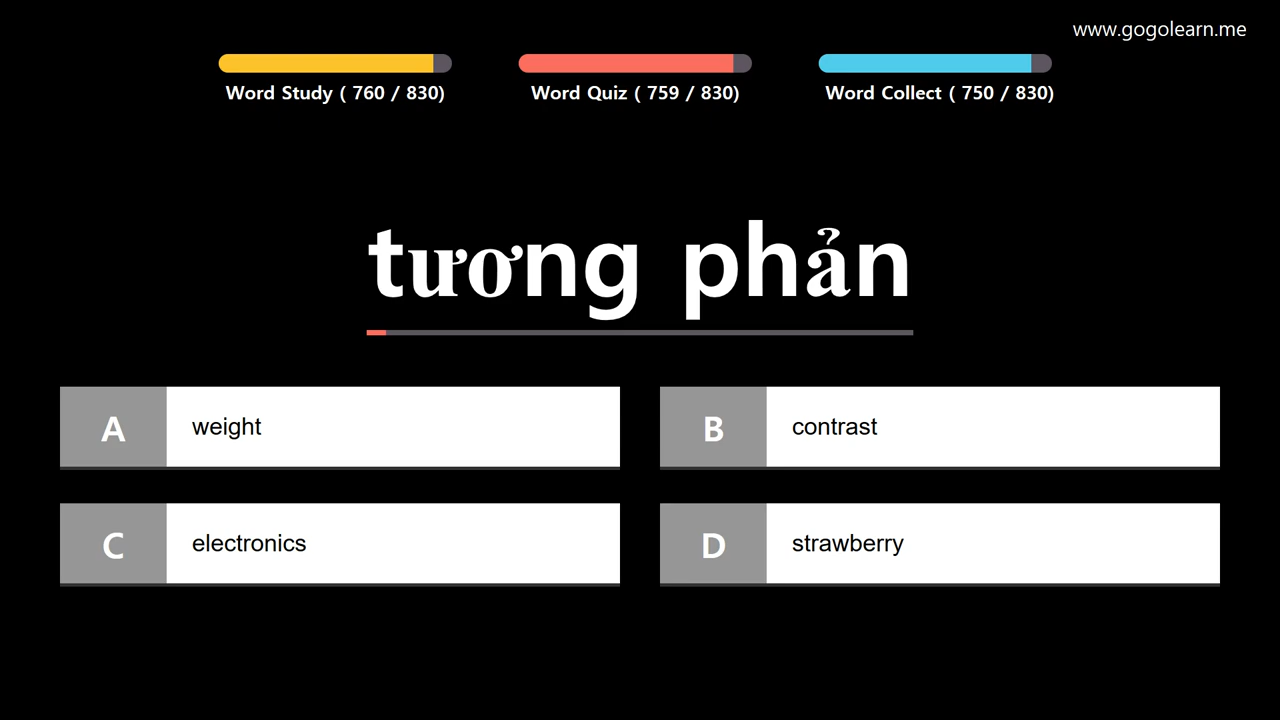 www.gogolearn.me
Word Study ( 760 / 830)
Word Quiz ( 759 / 830)
Word Collect ( 750 / 830)
tương phản
A weight
B contrast
C electronics
D strawberry